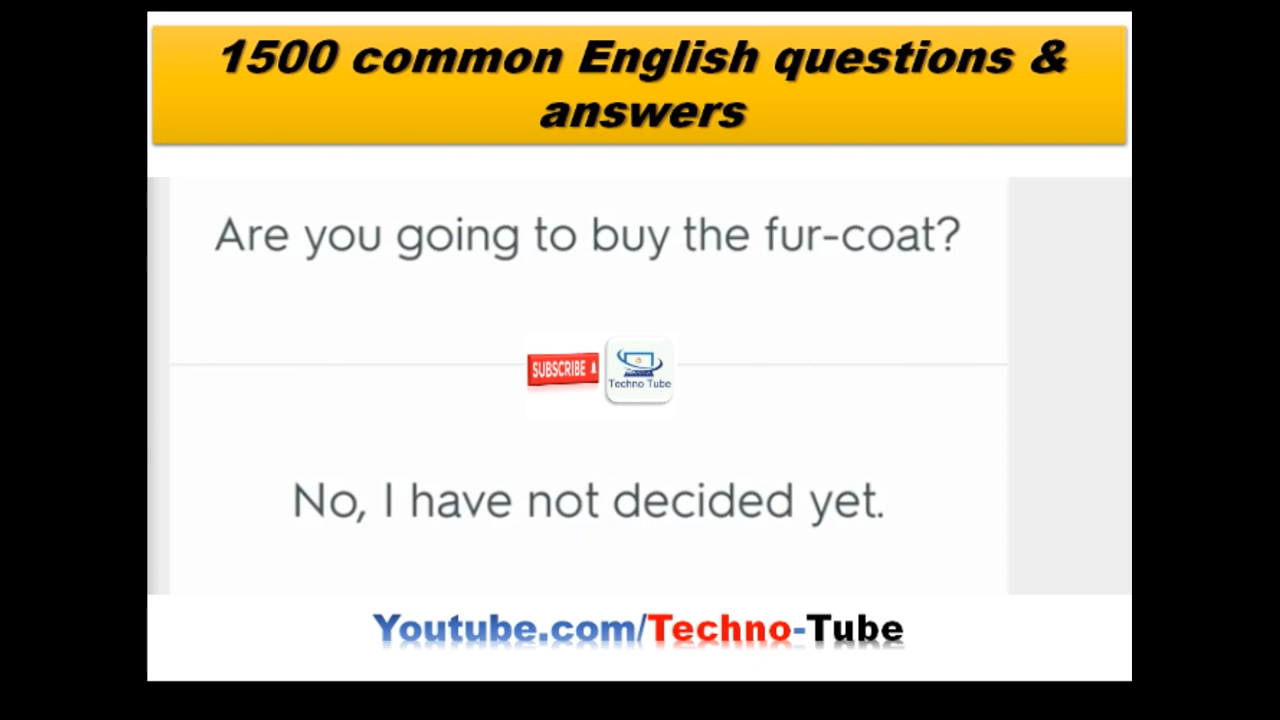 1500 common English questions &
answers
Are you going to buy the fur-coat?
SUBSCRIBE
Techno Tube
No, I have not decided yet.
Youtube.com/Techno-Tube